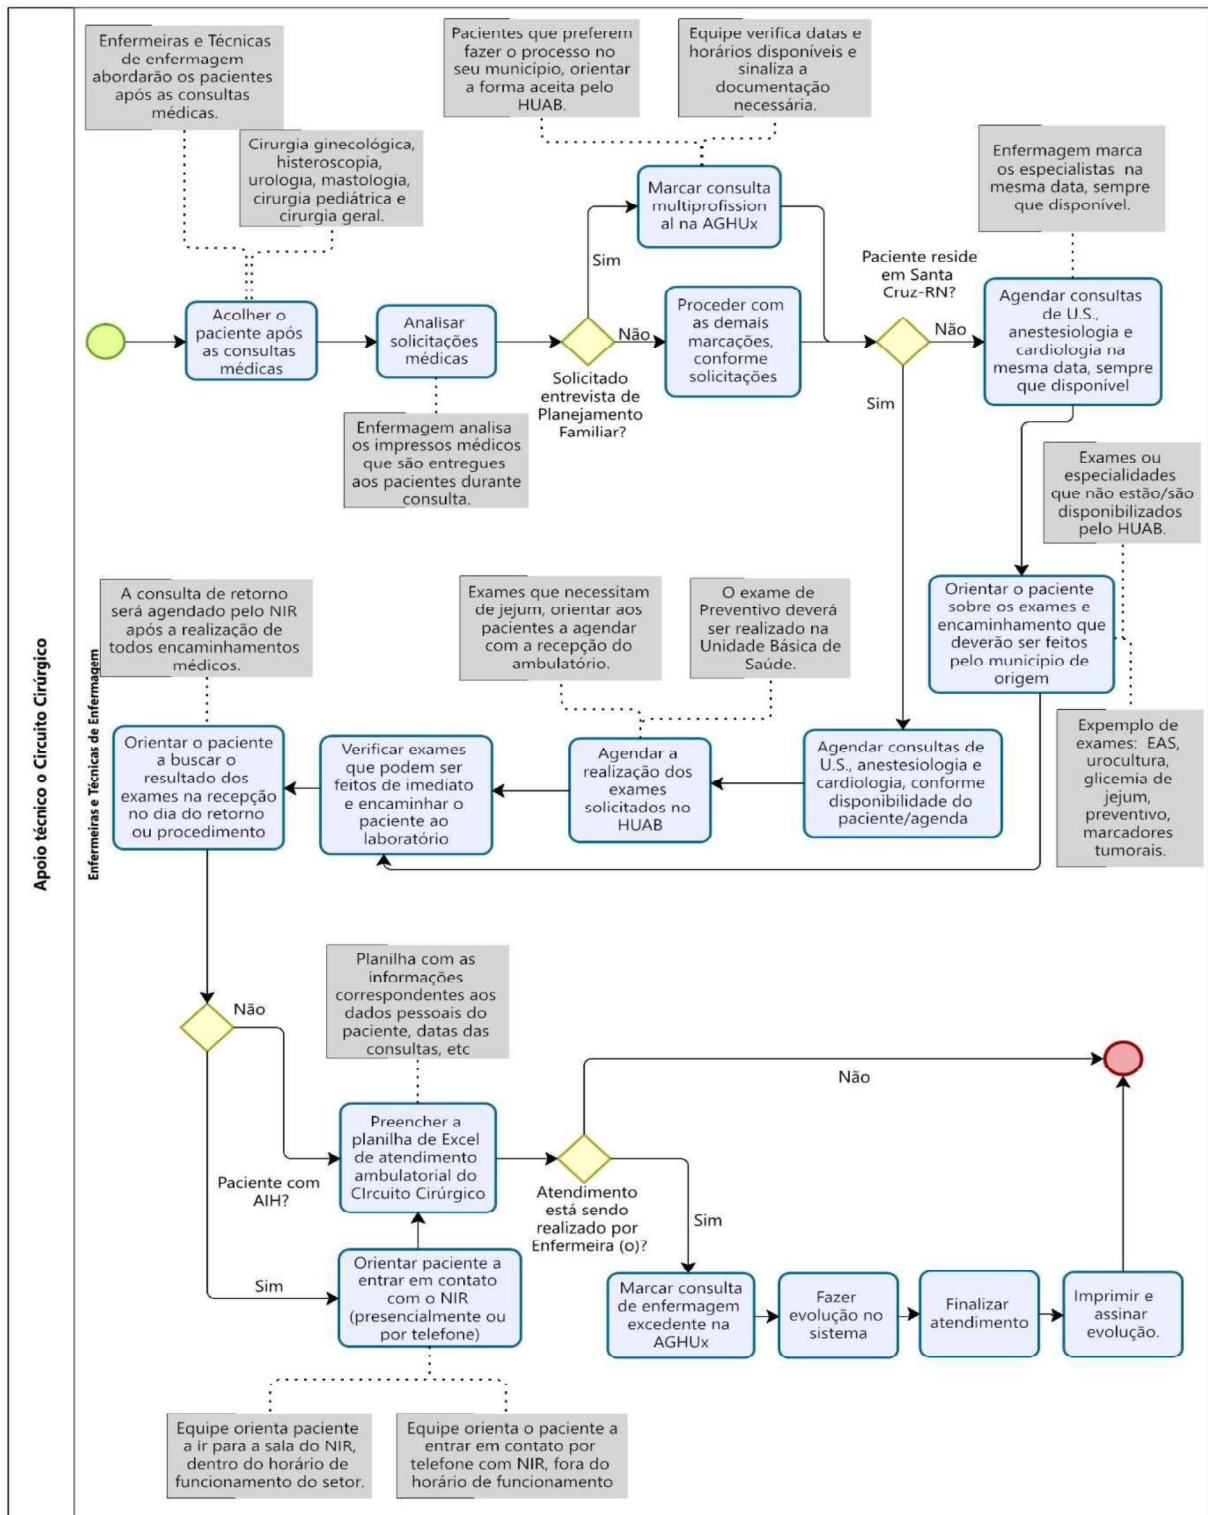 Apoio técnico o Circuito Cirúrgico
Enfermeiras e Técnicas de Enfermagem
Enfermeiras e Técnicas
de enfermagem
abordarão os pacientes
após as consultas
médicas.
Cirurgia ginecológica,
histeroscopia,
urologia, mastologia,
cirurgia pediátrica e
cirurgia geral.
Pacientes que preferem
fazer o processo no
seu município, orientar
a forma aceita pelo
HUAB.
Equipe verifica datas e
horários disponíveis e
sinaliza a
documentação
necessária.
Enfermagem marca
os especialistas na
mesma data, sempre
que disponível.
Acolher o
paciente após
as consultas
médicas
Analisar
solicitações
médicas
Enfermagem analisa
os impressos médicos
que são entregues
aos pacientes durante
consulta.
Solicitado
entrevista de
Planejamento
Familiar?
Sim
Não
Marcar consulta
multiprofission
al na AGHUx
Proceder com
as demais
marcações,
conforme
solicitações
Paciente reside
em Santa
Cruz-RN?
Não
Sim
Agendar consultas
de U.S.,
anestesiologia e
cardiologia na
mesma data, sempre
que disponível
Exames ou
especialidades
que não estão/são
disponibilizados
pelo HUAB.
Orientar o paciente
sobre os exames e
encaminhamento que
deverão ser feitos
pelo município de
origem
Expemplo de
exames: EAS,
urocultura,
glicemia de
jejum,
preventivo,
marcadores
tumorais.
Agendar consultas de
U.S., anestesiologia e
cardiologia, conforme
disponibilidade do
paciente/agenda
O exame de
Preventivo deverá
ser realizado na
Unidade Básica de
Saúde.
Exames que necessitam
de jejum, orientar aos
pacientes a agendar
com a recepção do
ambulatório.
Agendar a
realização dos
exames
solicitados no
HUAB
Verificar exames
que podem ser
feitos de imediato
e encaminhar o
paciente ao
laboratório
A consulta de retorno
será agendado pelo NIR
após a realização de
todos encaminhamentos
médicos.
Orientar o paciente
a buscar o
resultado dos
exames na recepção
no dia do retorno
ou procedimento
Não
Paciente com
AIH?
Sim
Planilha com as
informações
correspondentes aos
dados pessoais do
paciente, datas das
consultas, etc
Preencher a
planilha de Excel
de atendimento
ambulatorial do
CIrcuito Cirúrgico
Orientar paciente a
entrar em contato
com o NIR
(presencialmente ou
por telefone)
Equipe orienta paciente
a ir para a sala do NIR,
dentro do horário de
funcionamento do setor.
Equipe orienta o paciente a
entrar em contato por
telefone com NIR, fora do
horário de funcionamento
Atendimento
está sendo
realizado por
Enfermeira (o)?
Não
Sim
Marcar consulta
de enfermagem
excedente na
AGHUx
Fazer
evolução no
sistema
Finalizar
atendimento
Imprimir e
assinar
evolução.